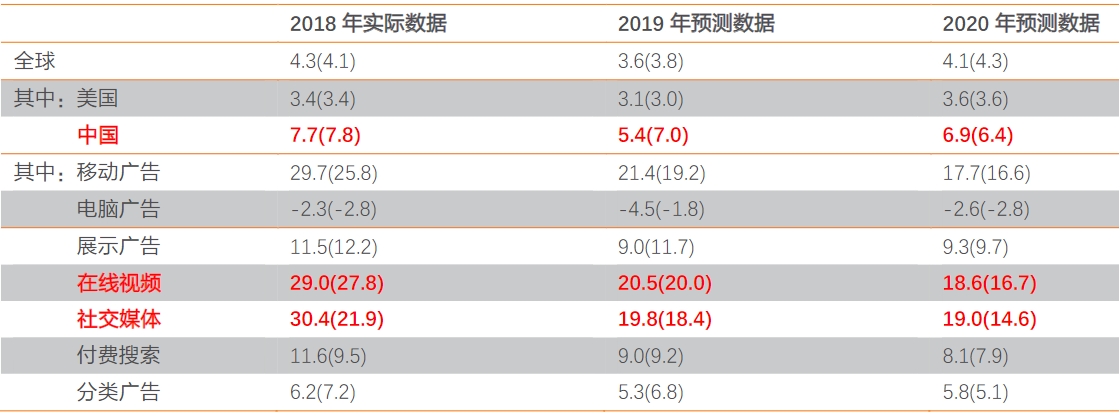 2018 年实际数据 2019 年预测数据 2020 年预测数据
全球 4.3(4.1) 3.6(3.8) 4.1(4.3)
其中：美国 3.4(3.4) 3.1(3.0) 3.6(3.6)
中国 7.7(7.8) 5.4(7.0) 6.9(6.4)
其中：移动广告 29.7(25.8) 21.4(19.2) 17.7(16.6)
电脑广告 -2.3(-2.8) -4.5(-1.8) -2.6(-2.8)
展示广告 11.5(12.2) 9.0(11.7) 9.3(9.7)
在线视频 29.0(27.8) 20.5(20.0) 18.6(16.7)
社交媒体 30.4(21.9) 19.8(18.4) 19.0(14.6)
付费搜索 11.6(9.5) 9.0(9.2) 8.1(7.9)
分类广告 6.2(7.2) 5.3(6.8) 5.8(5.1)